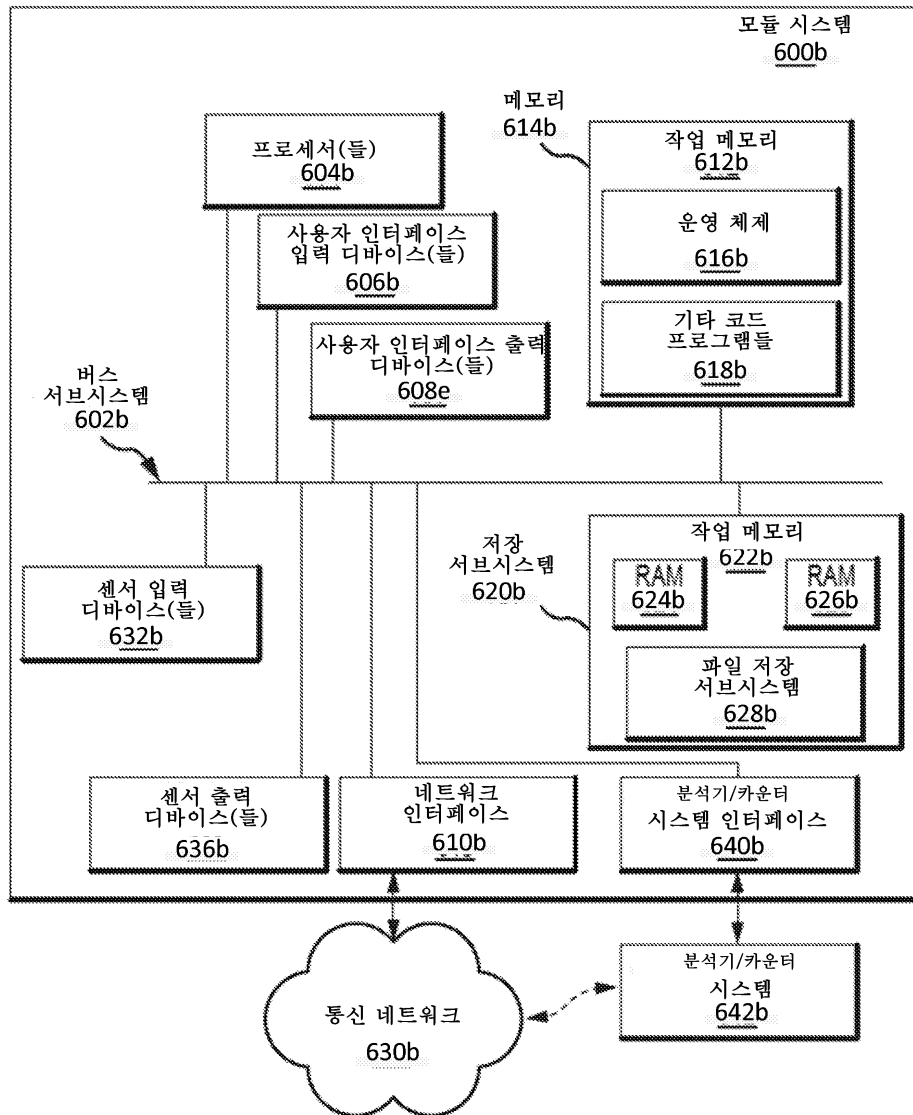 모듈 시스템
600b
메모리
614b
작업 메모리
612b
운영 체제
616b
기타 코드
프로그램들
618b
프로세서(들)
604b
사용자 인터페이스
입력 디바이스(들)
606b
사용자 인터페이스 출력
디바이스(들)
608e
버스
서브시스템
602b
센서 입력
디바이스(들)
632b
저장
서브시스템
620b
작업 메모리
622b
RAM
624b
RAM
626b
파일 저장
서브시스템
628b
센서 출력
디바이스(들)
636b
네트워크
인터페이스
610b
분석기/카운터
시스템 인터페이스
640b
통신 네트워크
630b
분석기/카운터
시스템
642b